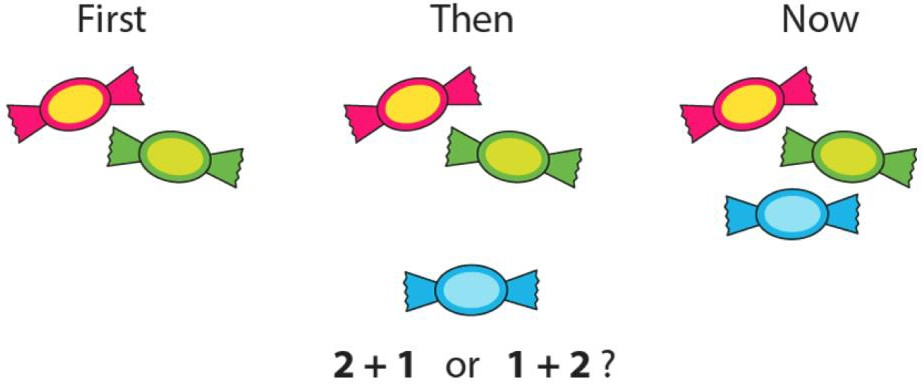 First Then Now
2 + 1 or 1 + 2 ?